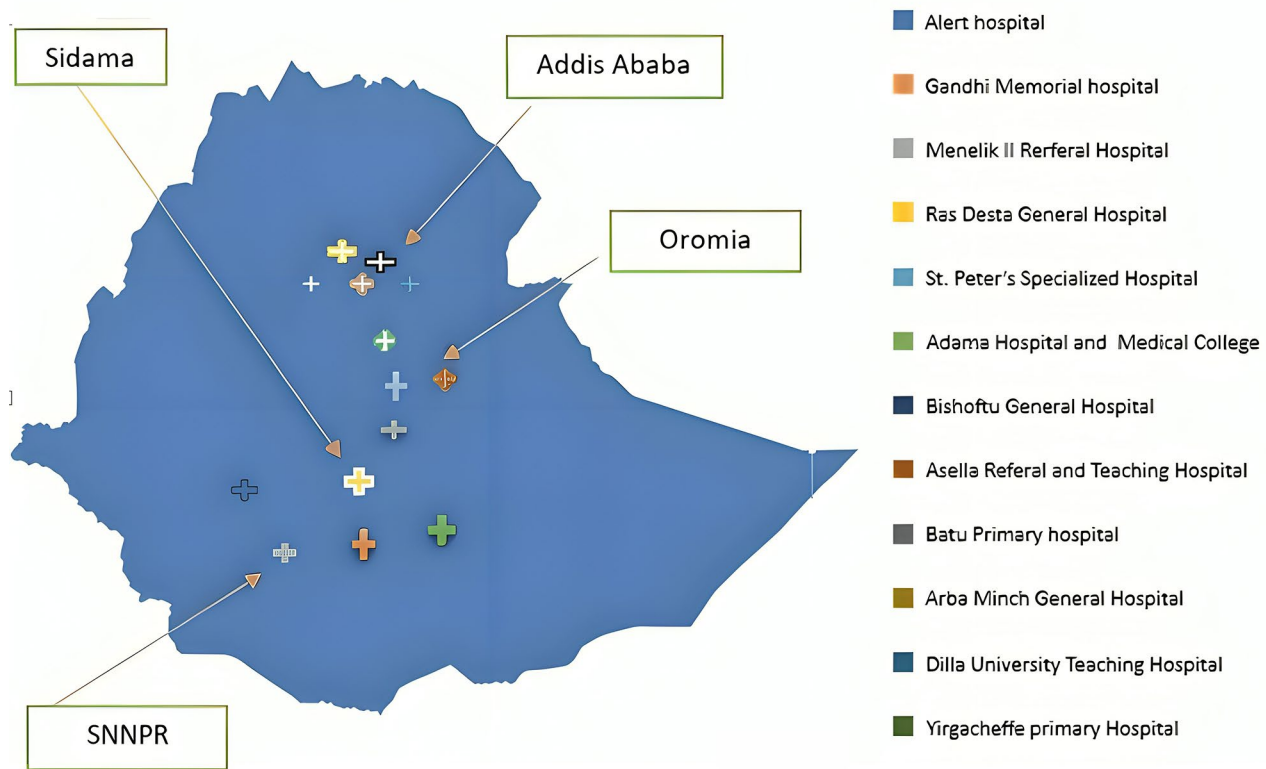 Sidama
Addis Ababa
Oromia
SNNPR
Alert hospital
Gandhi Memorial hospital
Menelik II Rerferal Hospital
Ras Desta General Hospital
St. Peter's Specialized Hospital
Adama Hospital and Medical College
Bishoftu General Hospital
Asella Referal and Teaching Hospital
Batu Primary hospital
Arba Minch General Hospital
Dilla University Teaching Hospital
Yirgacheffe primary Hospital